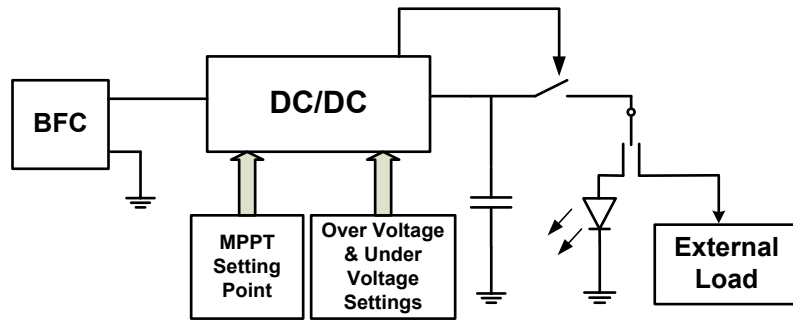 BFC
DC/DC
MPPT
Setting
Point
Over Voltage
& Under
Voltage
Settings
External
Load